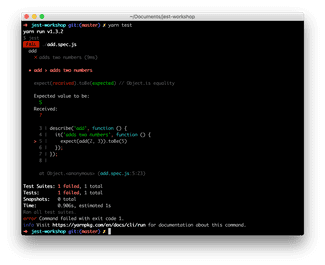 ~/Documents/jest-workshop
➜ jest-workshop git:(master) ✗ yarn test
yarn run v1.3.2
$ jest
FAIL ./add.spec.js
add
✕ adds two numbers (5ms)
● add › adds two numbers
expect(received).toBe(expected) // Object.is equality
Expected value to be:
5
Received:
3 | describe('add', function () {
4 | it('adds two numbers', function () {
> 5 | expect(add(2, 3)).toBe(5)
6 | });
7 | });
8 |
at Object.<anonymous> (add.spec.js:5:23)
Test Suites: 1 failed, 1 total
Tests: 1 failed, 1 total
Snapshots: 0 total
Time: 0.906s, estimated 1s
Ran all test suites.
error Command failed with exit code 1.
info Visit https://yarnpkg.com/en/docs/cli/run for documentation about this command.
➜ jest-workshop git:(master) ✗